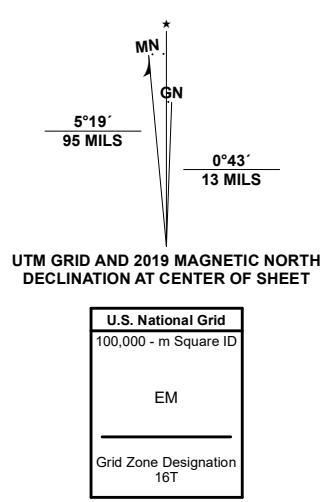 MN
GN
5°19´
95 MILS
0°43´
13 MILS
UTM GRID AND 2019 MAGNETIC NORTH
DECLINATION AT CENTER OF SHEET
U.S. National Grid
100,000 - m Square ID
EM
Grid Zone Designation
16T